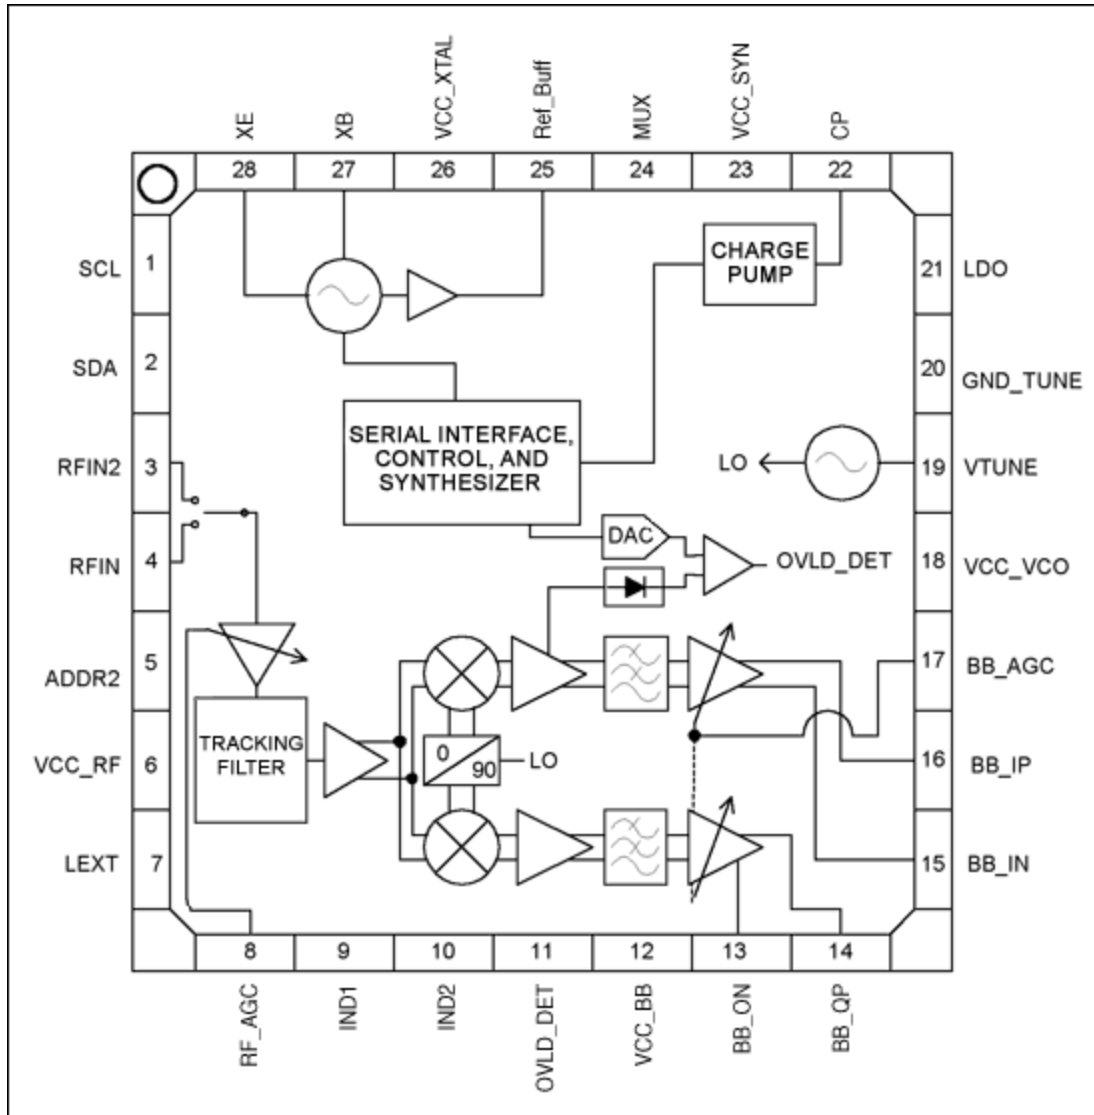 XE
XB
VCC_XTAL
Ref_Buff
MUX
VCC_SYN
CP
28
27
26
25
24
23
22
SCL
1
CHARGE
PUMP
21
LDO
SDA
2
20
GND_TUNE
SERIAL INTERFACE,
CONTROL, AND
SYNTHESIZER
RFIN2
3
LO
19
VTUNE
RFIN
4
DAC
OVLD_DET
18
VCC_VCO
ADDR2
5
17
BB_AGC
VCC_RF
6
TRACKING
FILTER
0
90
LO
16
BB_IP
LEXT
7
15
BB_IN
8
9
10
11
12
13
14
RF_AGC
IND1
IND2
OVLD_DET
VCC_BB
BB_ON
BB_QP